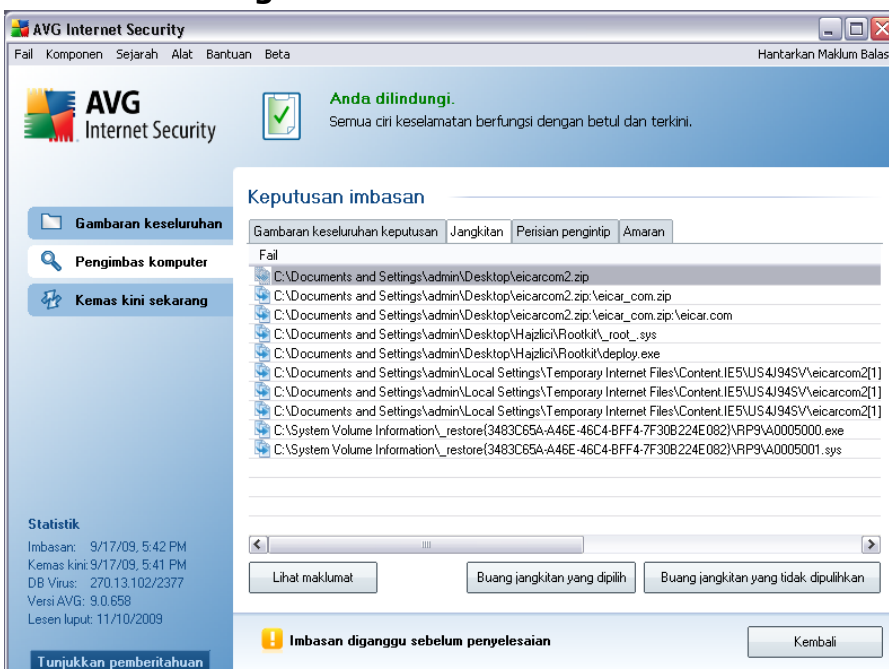 AVG Internet Security
Fail Komponen Sejarah Alat Bantuan Beta Hantarkan Maklum Balas
AVG
Internet Security
Anda dilindungi.
Semua ciri keselamatan berfungsi dengan betul dan terkini.
Gambaran keseluruhan
Pengimbas komputer
Kemas kini sekarang
Keputusan imbasan
Gambaran keseluruhan keputusan Jangkitan Perisian pengintip Amaran
Fail
C:\Documents and Settings\admin\Desktop\eicarcom2.zip
C:\Documents and Settings\admin\Desktop\eicarcom2.zip:\eicar_com.zip
C:\Documents and Settings\admin\Desktop\eicarcom2.zip:\eicar_com.zip:\eicar.com
C:\Documents and Settings\admin\Desktop\Hajzlici\Rootkit\_root_.sys
C:\Documents and Settings\admin\Desktop\Hajzlici\Rootkit\deploy.exe
C:\Documents and Settings\admin\Local Settings\Temporary Internet Files\Content.IE5\US4J94SV\eicarcom2[1]
C:\Documents and Settings\admin\Local Settings\Temporary Internet Files\Content.IE5\US4J94SV\eicarcom2[1]
C:\Documents and Settings\admin\Local Settings\Temporary Internet Files\Content.IE5\US4J94SV\eicarcom2[1]
C:\System Volume Information\_restore{3483C65A-A46E-46C4-BFF4-7F30B224E082}\RP9\A0005000.exe
C:\System Volume Information\_restore{3483C65A-A46E-46C4-BFF4-7F30B224E082}\RP9\A0005001.sys
Statistik
Imbasan: 9/17/09, 5:42 PM
Kemas kini: 9/17/09, 5:41 PM
DB Virus: 270.13.102/2377
Versi AVG: 9.0.658
Lesen luput: 11/10/2009
Tunjukkan pemberitahuan
Lihat maklumat Buang jangkitan yang dipilih Buang jangkitan yang tidak dipulihkan
Imbasan diganggu sebelum penyelesaian Kembali